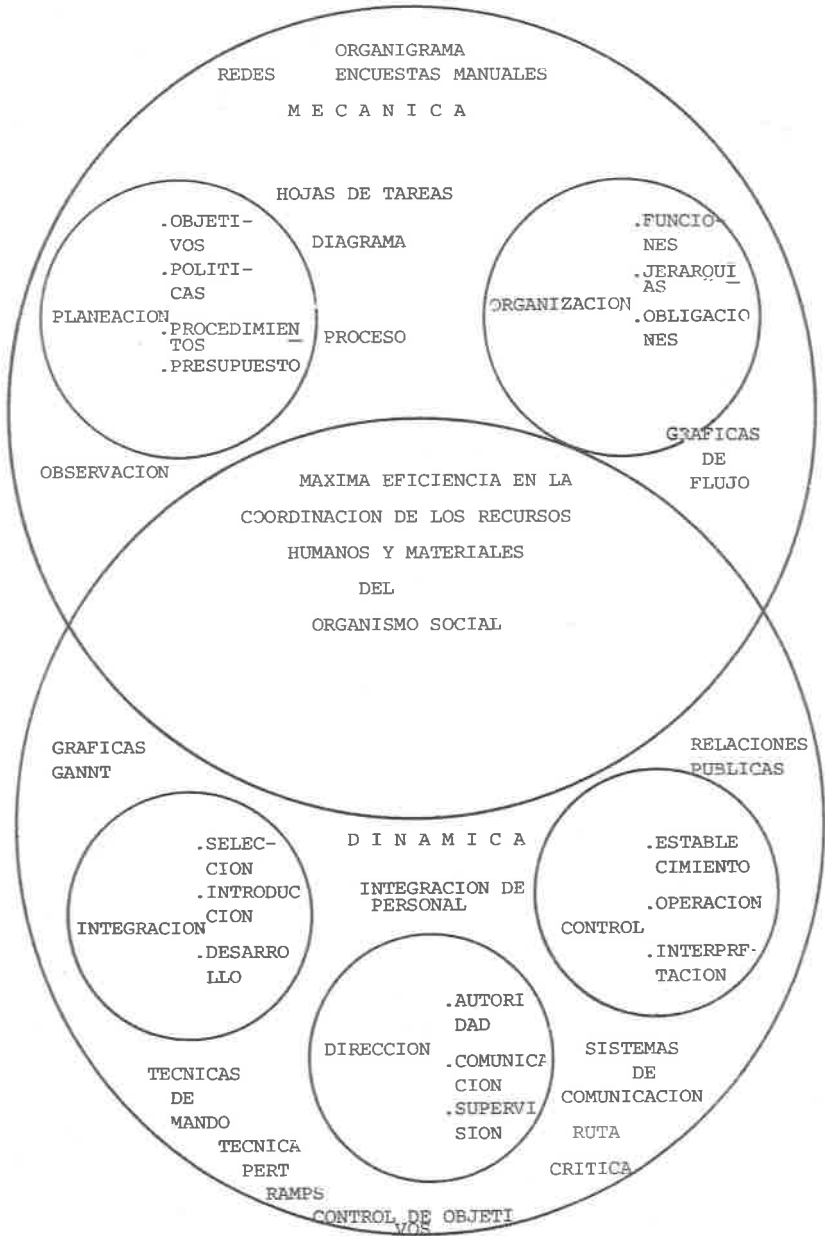 ORGANIGRAMA
REDES ENCUESTAS MANUALES
M E C A N I C A
HOJAS DE TAREAS
DIAGRAMA
PROCESO
.OBJETI-
VOS
.POLITI-
CAS
PLANEACION
.PROCEDIMIEN
TOS
.PRESUPUESTO
.FUNCIO-
NES
.JERARQUI
AS
ORGANIZACION
.OBLIGACIO
NES
OBSERVACION
GRAFICAS
DE
FLUJO
MAXIMA EFICIENCIA EN LA
COORDINACION DE LOS RECURSOS
HUMANOS Y MATERIALES
DEL
ORGANISMO SOCIAL
GRAFICAS
GANNT
RELACIONES
PUBLICAS
D I N A M I C A
INTEGRACION DE
PERSONAL
.SELEC-
CION
.INTRODUC
CION
INTEGRACION
.DESARRO
LLO
.ESTABLE
CIMIENTO
.OPERACION
CONTROL
.INTERPRE-
TACION
.AUTORI
DAD
DIRECCION
.COMUNICA
CION
.SUPERVI
SION
TECNICAS
DE
MANDO
TECNICA
PERT
RAMPS
SISTEMAS
DE
COMUNICACION
RUTA
CRITICA
CONTROL DE OBJETI
VOS